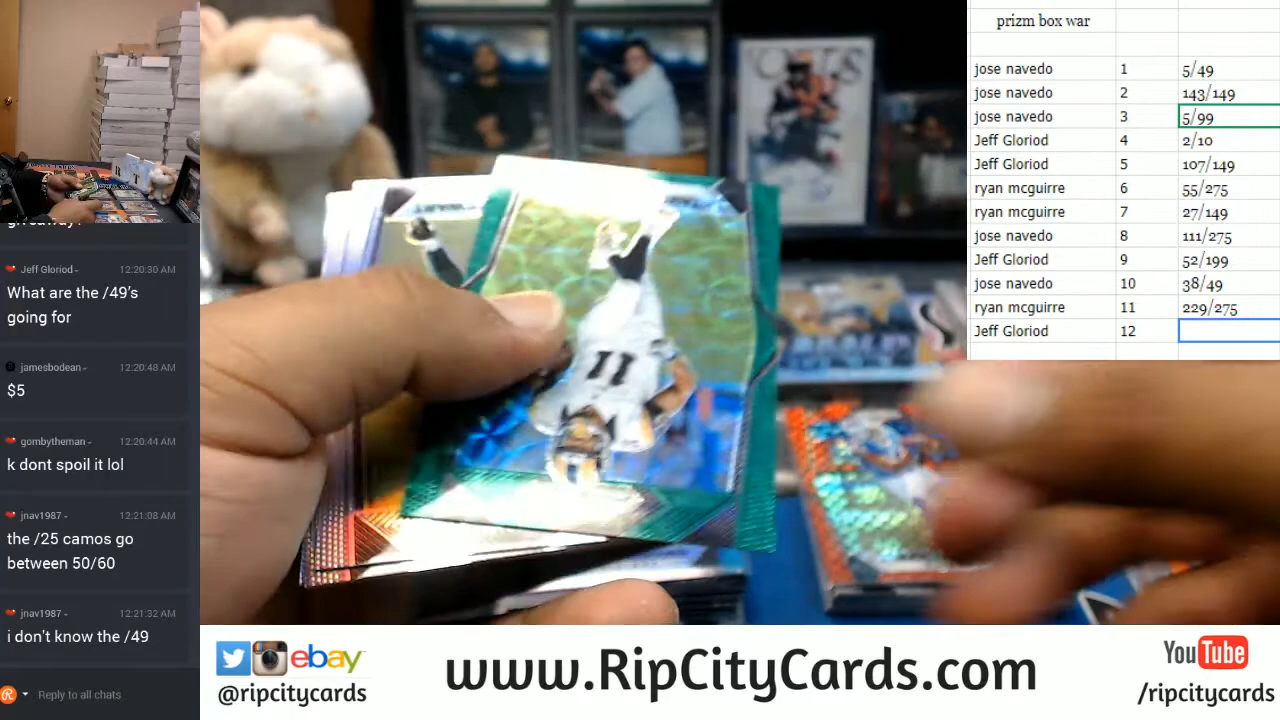 giveaway?
Jeff Gloriod - 12:20:30 AM
What are the /49's
going for
jamesbodean - 12:20:48 AM
$5
gombytheman - 12:20:44 AM
k dont spoil it lol
jnav1987 - 12:21:08 AM
the /25 camos go
between 50/60
jnav1987 - 12:21:32 AM
i don't know the /49
Reply to all chats
COLTS
11
prizm box war
jose navedo 1 5/49
jose navedo 2 143/149
jose navedo 3 5/99
Jeff Gloriod 4 2/10
Jeff Gloriod 5 107/149
ryan mcguirre 6 55/275
ryan mcguirre 7 27/149
jose navedo 8 111/275
Jeff Gloriod 9 52/199
jose navedo 10 38/49
ryan mcguirre 11 229/275
Jeff Gloriod 12
ebay
@ripcitycards
www.RipCityCards.com
YouTube
/ripcitycards